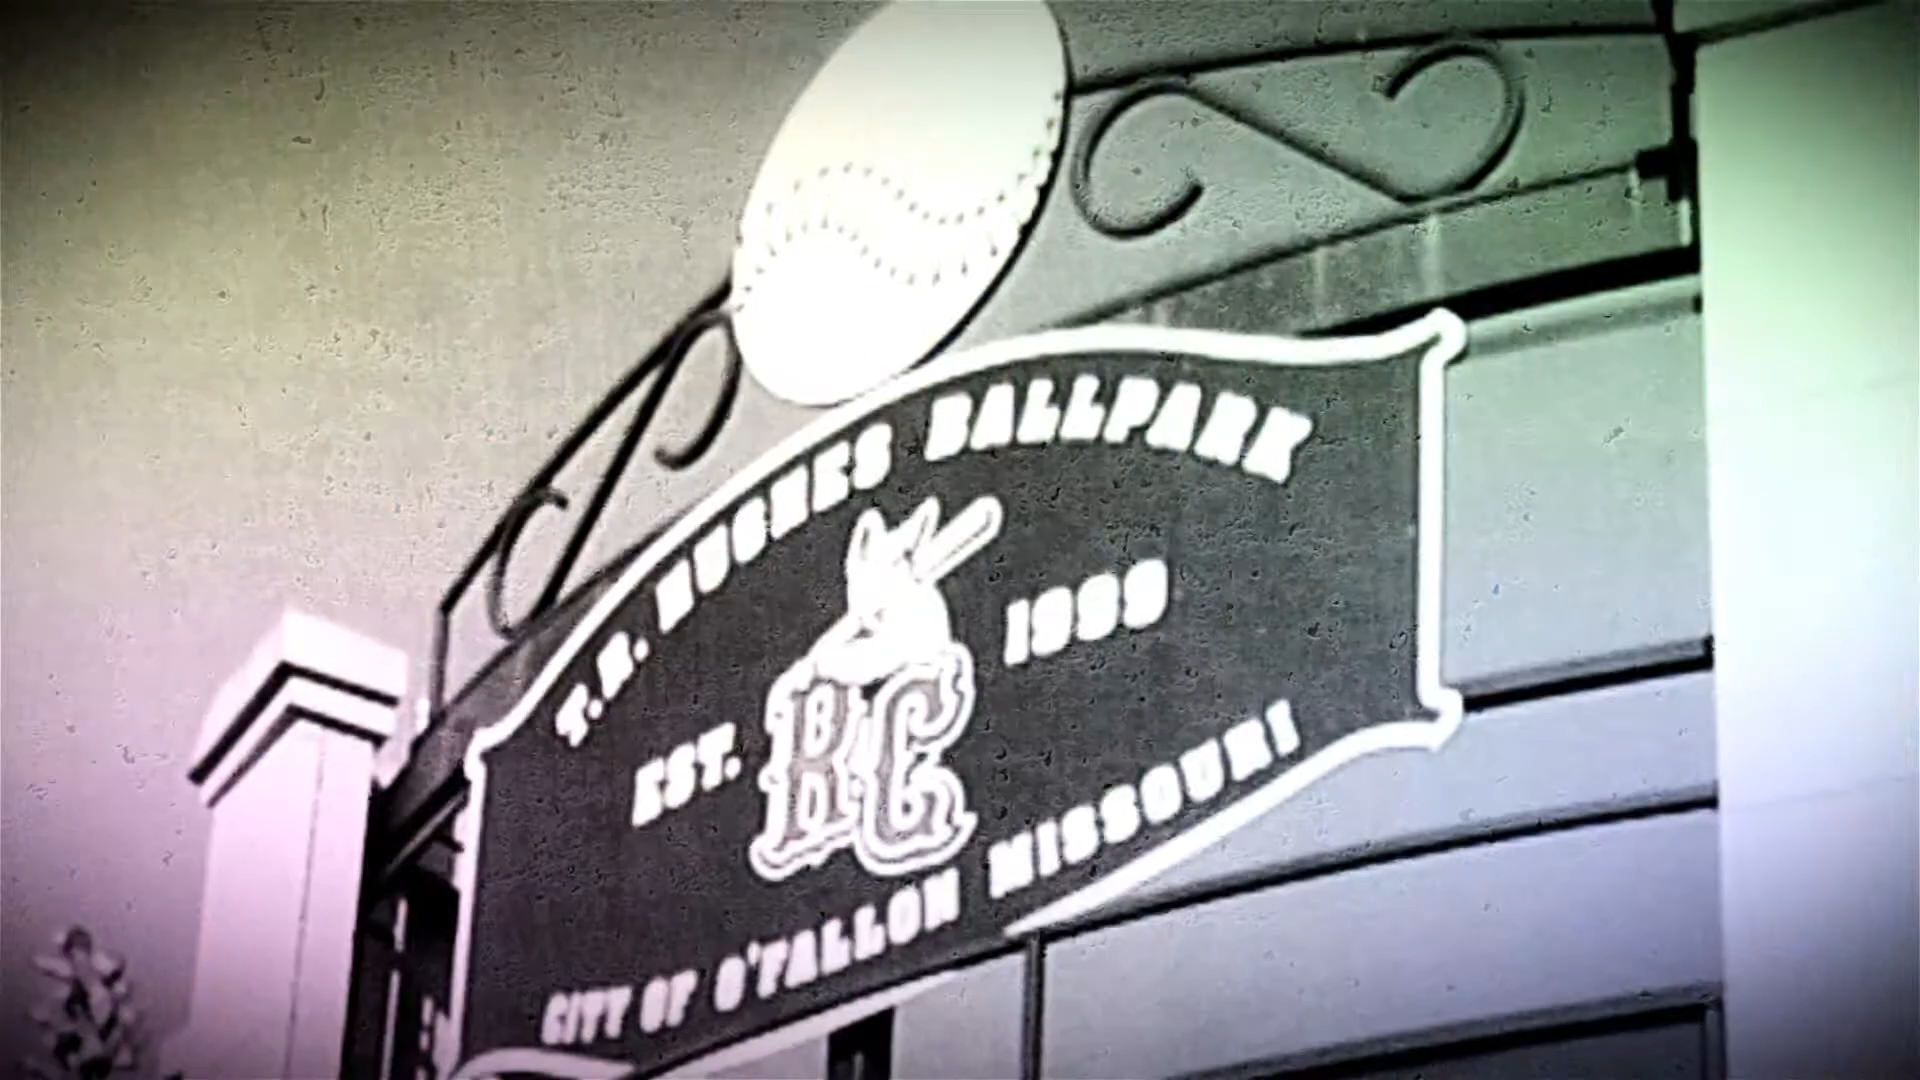 T.R. HUGHES BALLPARK
EST. RC 1999
CITY OF O'FALLON MISSOURI